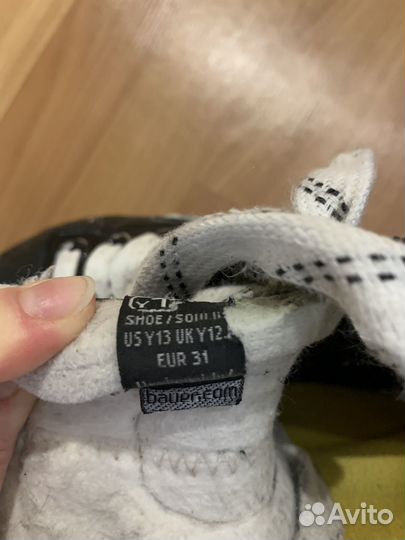 SHOE/SOULIER
US Y13 UK Y12.
EUR 31
bauer.com
Avito